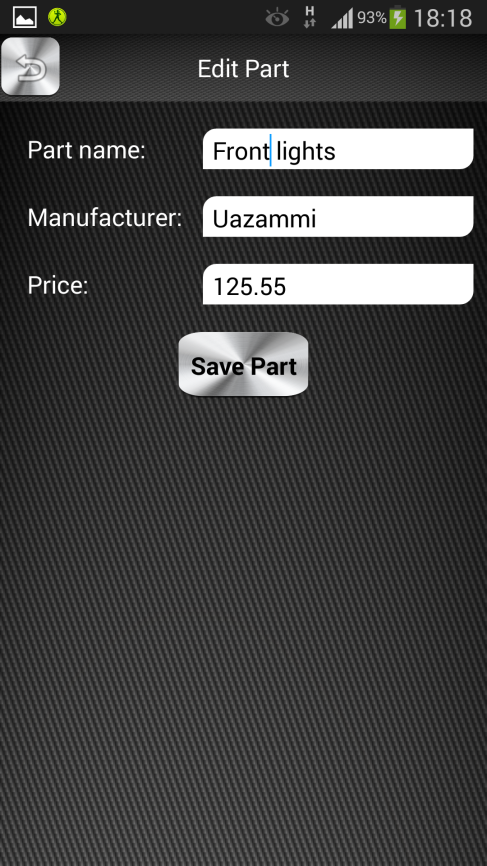 H 93% 18:18
Edit Part
Part name: Front lights
Manufacturer: Uazammi
Price: 125.55
Save Part